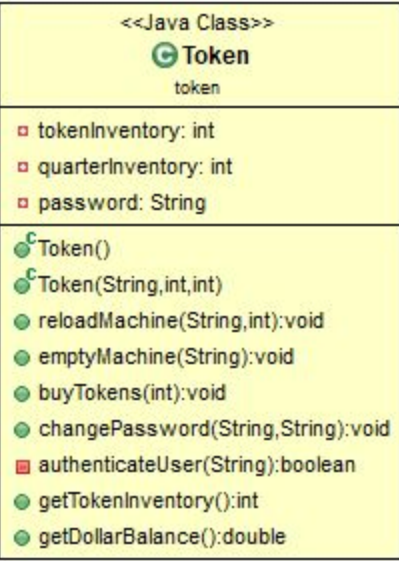 <<Java Class>>
C Token
token
tokenInventory: int
quarterInventory: int
password: String
C Token()
C Token(String,int,int)
reloadMachine(String,int):void
emptyMachine(String):void
buyTokens(int):void
changePassword(String,String):void
authenticateUser(String):boolean
getTokenInventory():int
getDollarBalance():double